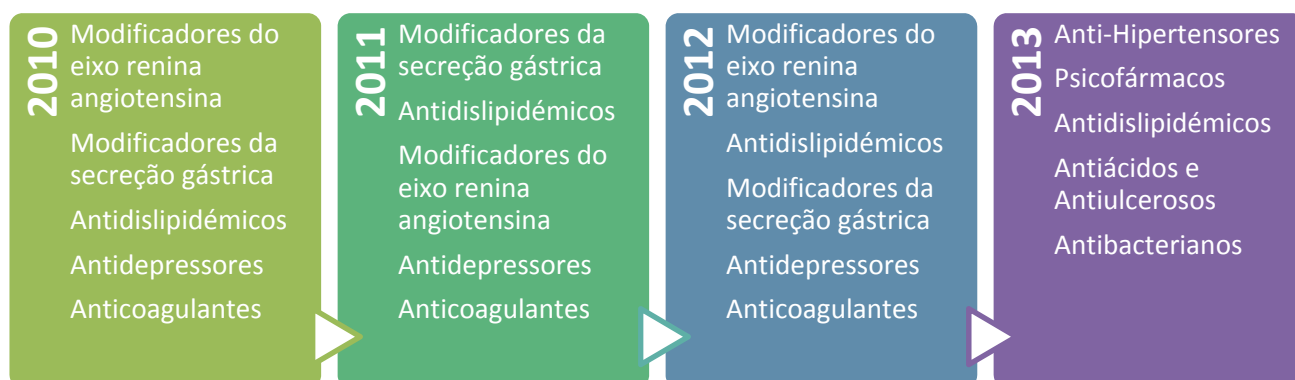 2010
Modificadores do
eixo renina
angiotensina
Modificadores da
secreção gástrica
Antidislipidémicos
Antidepressores
Anticoagulantes
2011
Modificadores da
secreção gástrica
Antidislipidémicos
Modificadores do
eixo renina
angiotensina
Antidepressores
Anticoagulantes
2012
Modificadores do
eixo renina
angiotensina
Antidislipidémicos
Modificadores da
secreção gástrica
Antidepressores
Anticoagulantes
2013
Anti-Hipertensores
Psicofármacos
Antidislipidémicos
Antiácidos e
Antiulcerosos
Antibacterianos